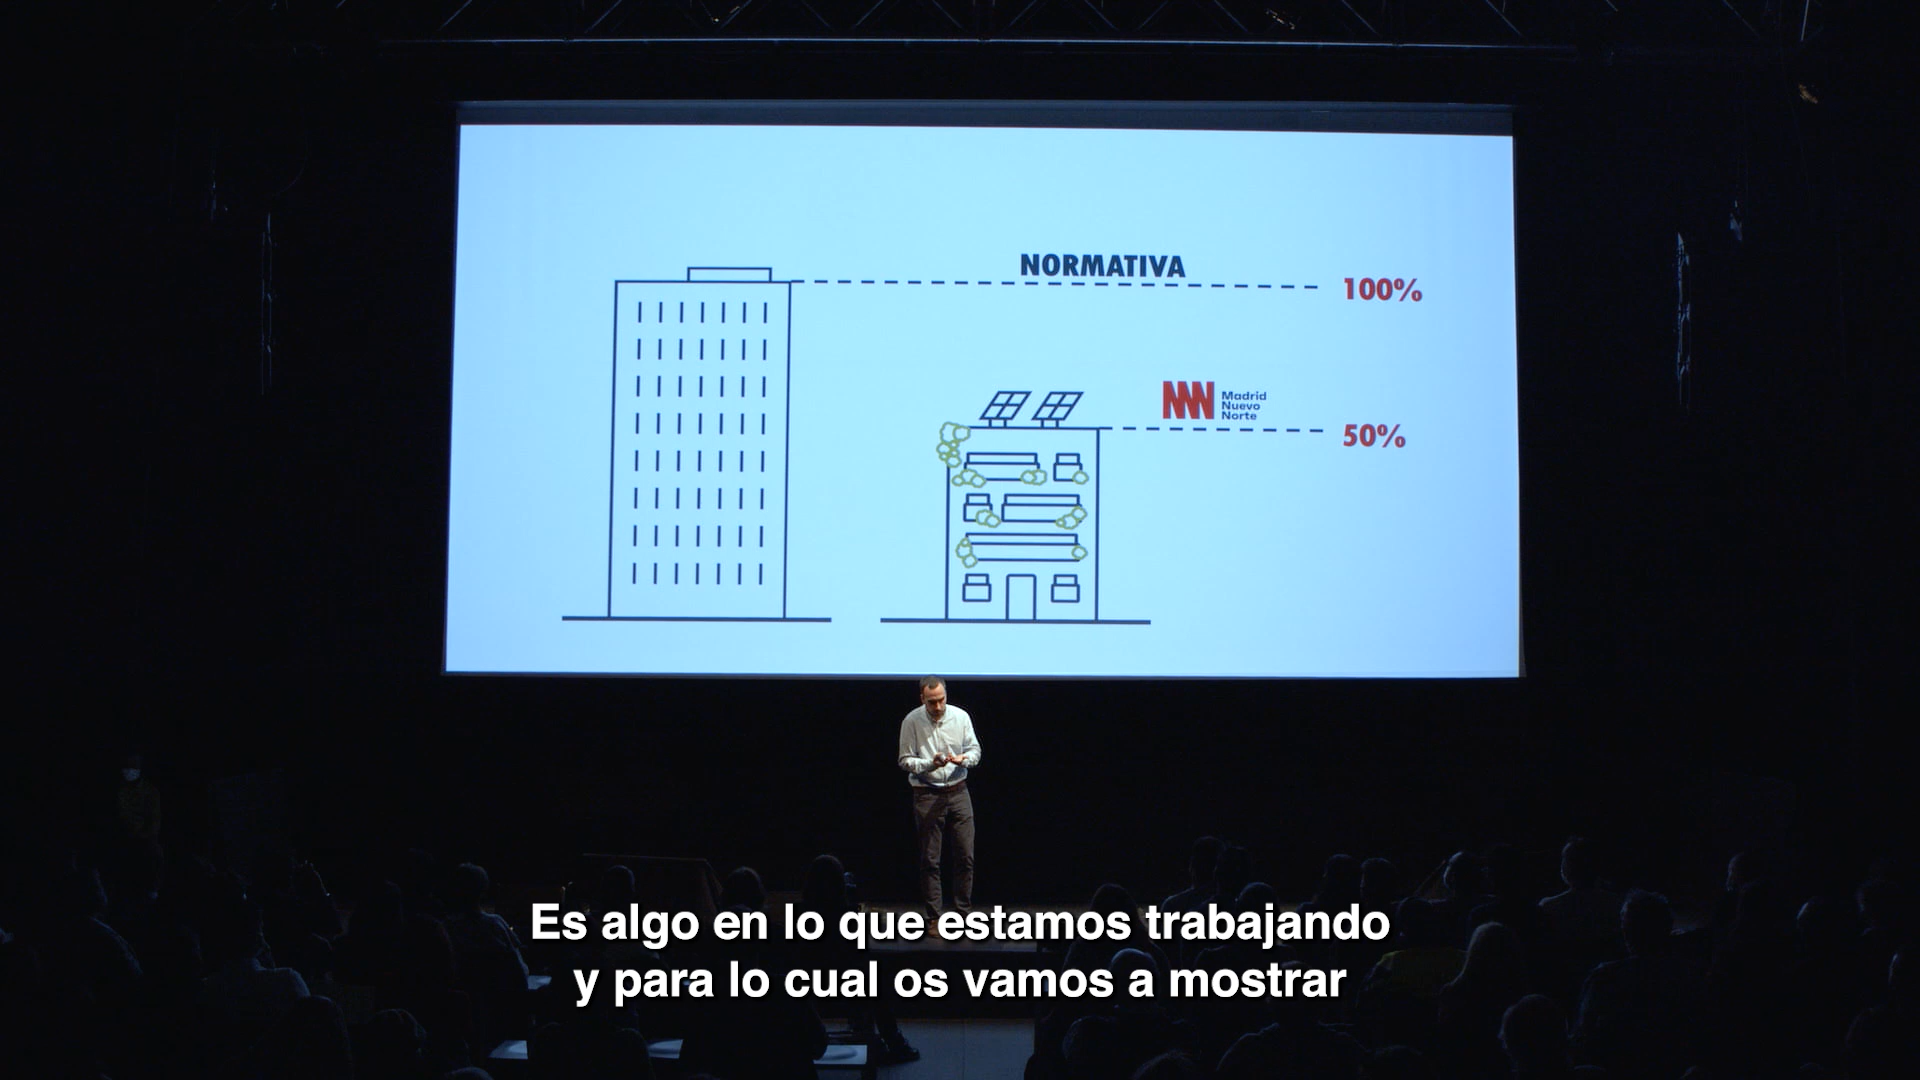 NORMATIVA
100%
Madrid
Nuevo
Norte
50%
Es algo en lo que estamos trabajando
y para lo cual os vamos a mostrar